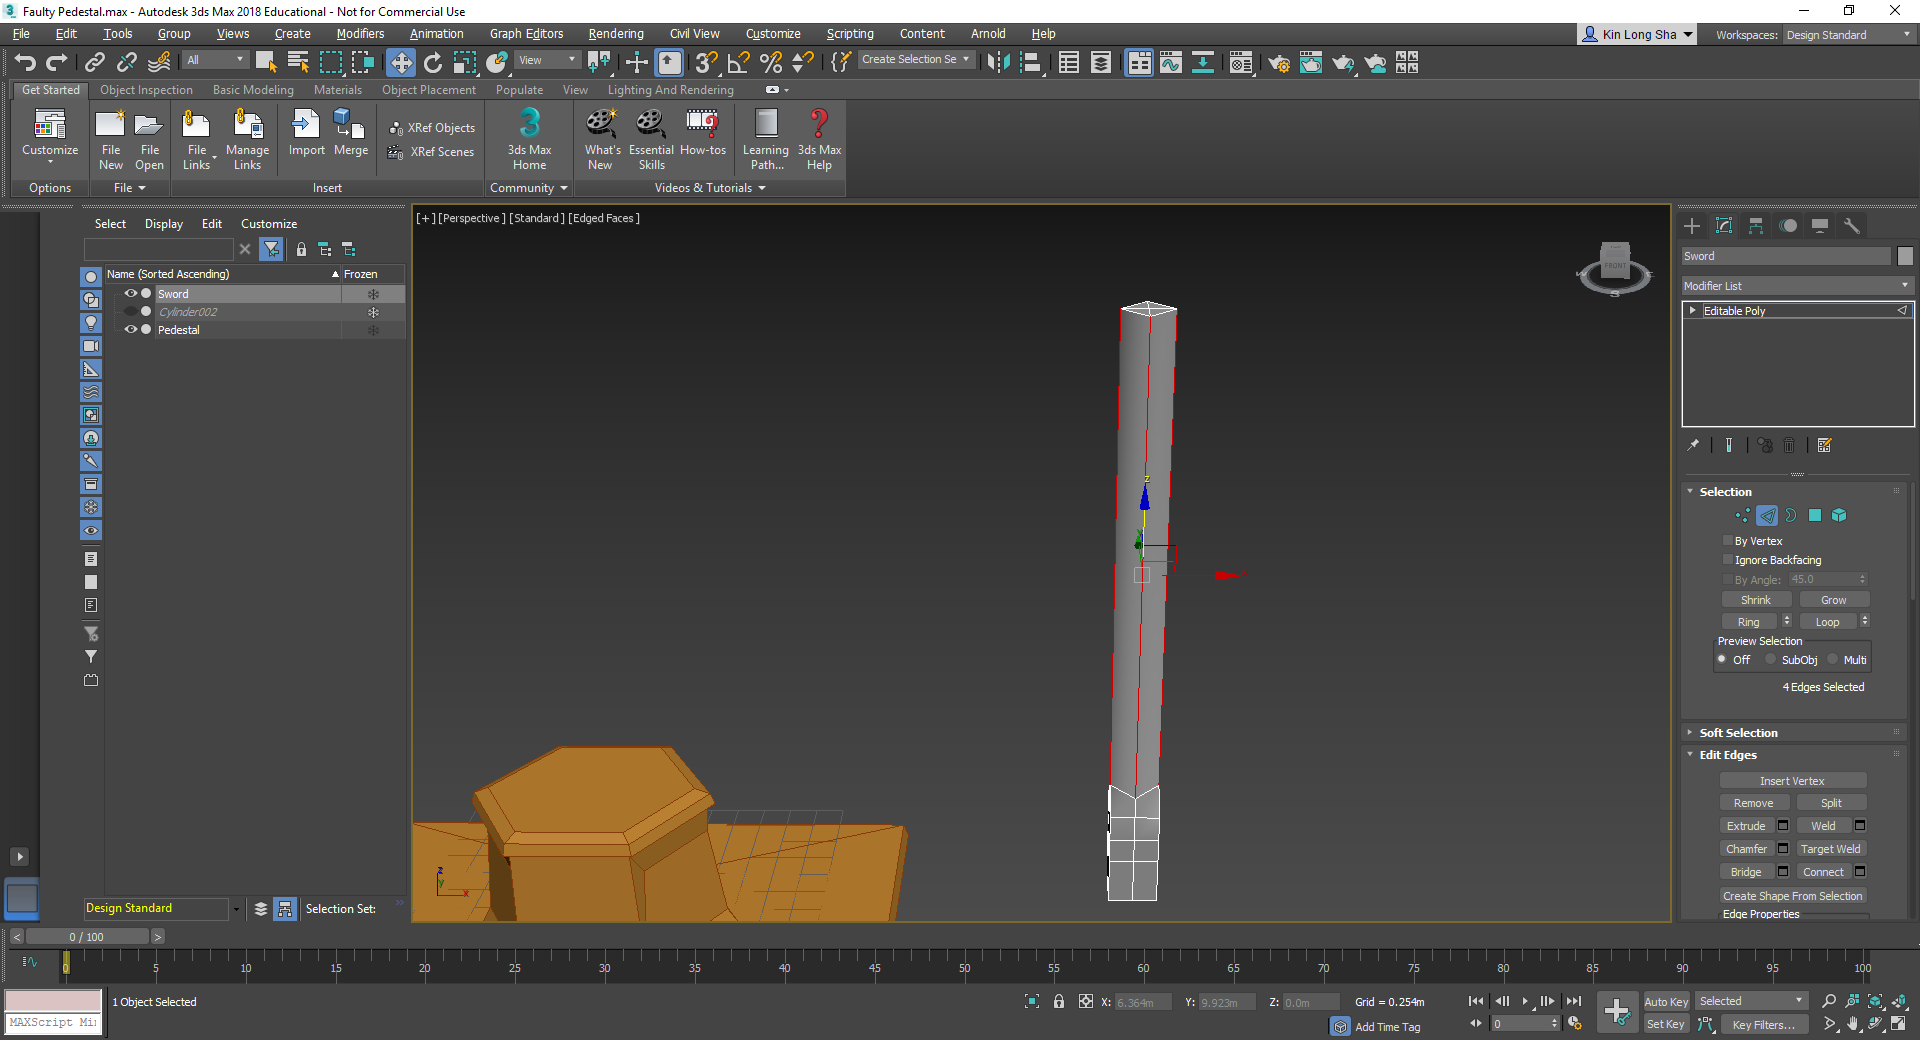 Faulty Pedestal.max - Autodesk 3ds Max 2018 Educational - Not for Commercial Use
File Edit Tools Group Views Create Modifiers Animation Graph Editors Rendering Civil View Customize Scripting Content Arnold Help
Kin Long Sha Workspaces: Design Standard
All View Create Selection Se
Get Started Object Inspection Basic Modeling Materials Object Placement Populate View Lighting And Rendering
Customize
File New
File Open
File Links
Manage Links
Import
Merge
XRef Objects
XRef Scenes
3ds Max Home
What's New
Essential Skills
How-tos
Learning Path...
3ds Max Help
Options File Insert Community Videos & Tutorials
Select Display Edit Customize
Name (Sorted Ascending) Frozen
Sword
Cylinder002
Pedestal
[+] [Perspective] [Standard] [Edged Faces]
FRONT
S
z
z
y
x
Sword
Modifier List
Editable Poly
Selection
By Vertex
Ignore Backfacing
By Angle: 45.0
Shrink Grow
Ring Loop
Preview Selection
Off SubObj Multi
4 Edges Selected
Soft Selection
Edit Edges
Insert Vertex
Remove Split
Extrude Weld
Chamfer Target Weld
Bridge Connect
Create Shape From Selection
Edge Properties
Design Standard Selection Set:
< 0 / 100 >
0 5 10 15 20 25 30 35 40 45 50 55 60 65 70 75 80 85 90 95 100
1 Object Selected
X: 6.364m Y: 9.923m Z: 0.0m Grid = 0.254m
Auto Key Selected
MAXScript Mi
Add Time Tag
0
Set Key Key Filters...